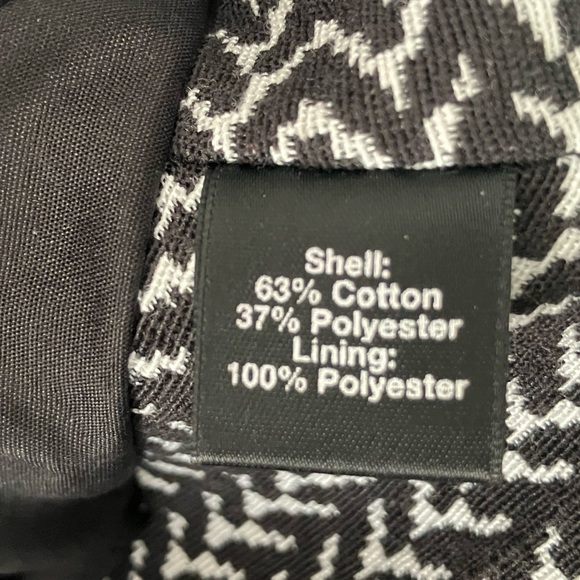 Shell:
63% Cotton
37% Polyester
Lining:
100% Polyester